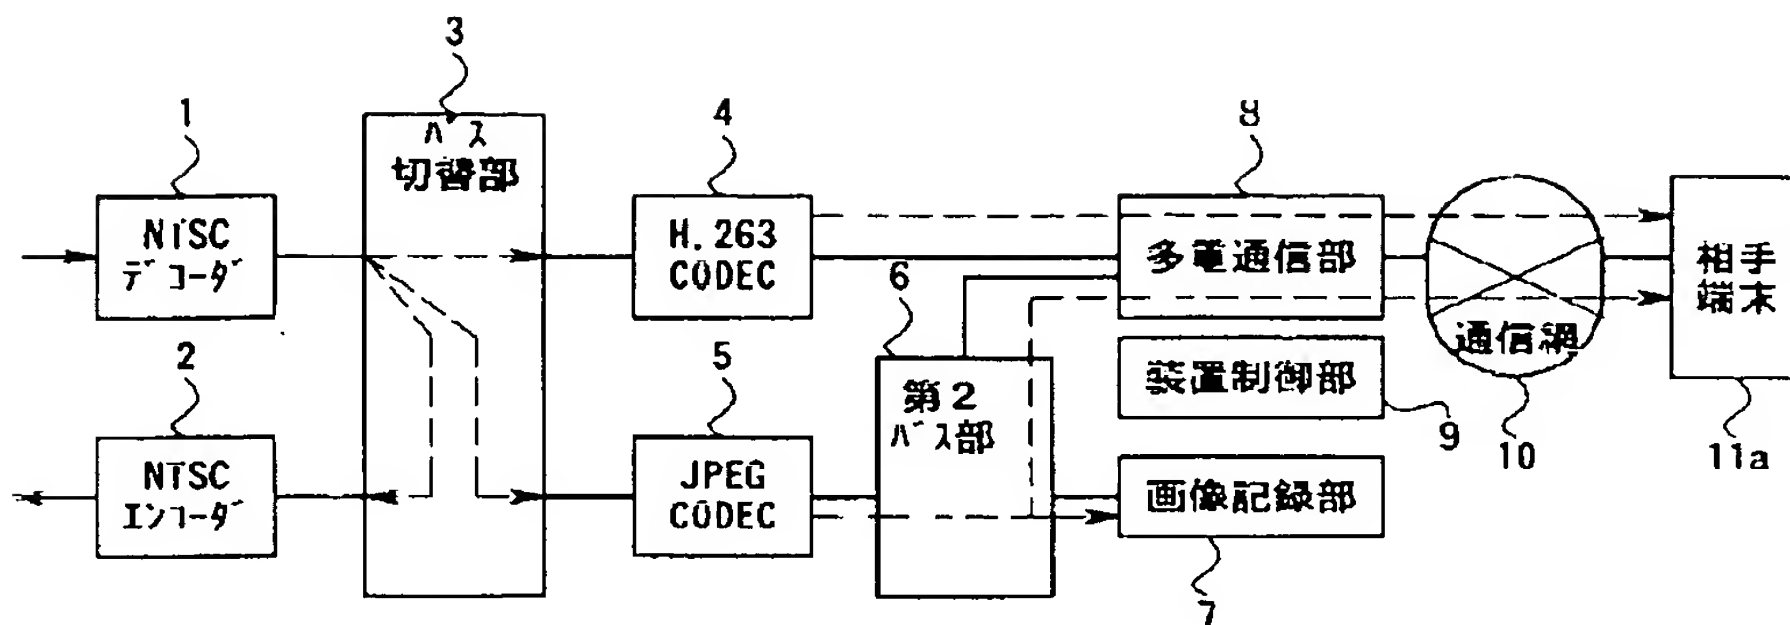 3
1
4
8
バス
切替部
NTSC
デコーダ
H.263
CODEC
多重通信部
相手
端末
6
通信網
2
5
装置制御部
第2
バス部
9
10
11a
NTSC
エンコーダ
JPEG
CODEC
画像記録部
7